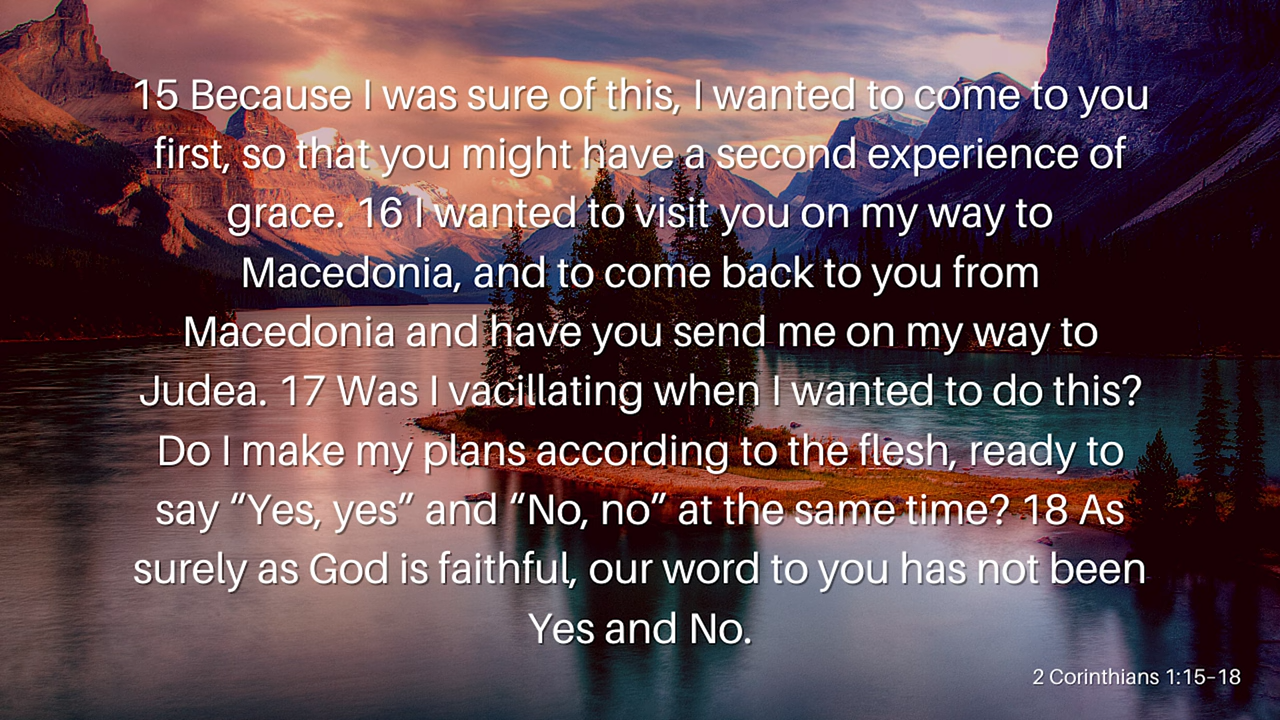 15 Because I was sure of this, I wanted to come to you
first, so that you might have a second experience of
grace. 16 I wanted to visit you on my way to
Macedonia, and to come back to you from
Macedonia and have you send me on my way to
Judea. 17 Was I vacillating when I wanted to do this?
Do I make my plans according to the flesh, ready to
say “Yes, yes” and “No, no” at the same time? 18 As
surely as God is faithful, our word to you has not been
Yes and No.
2 Corinthians 1:15–18